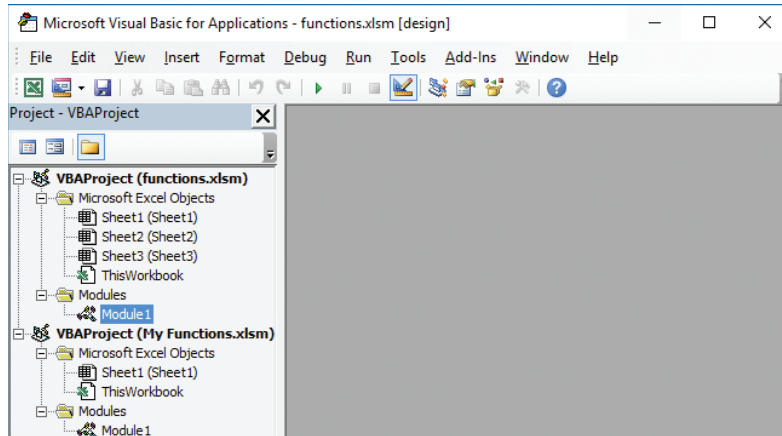 Microsoft Visual Basic for Applications - functions.xlsm [design]
File Edit View Insert Format Debug Run Tools Add-Ins Window Help
Project - VBAProject
VBAProject (functions.xlsm)
Microsoft Excel Objects
Sheet1 (Sheet1)
Sheet2 (Sheet2)
Sheet3 (Sheet3)
ThisWorkbook
Modules
Module1
VBAProject (My Functions.xlsm)
Microsoft Excel Objects
Sheet1 (Sheet1)
ThisWorkbook
Modules
Module1